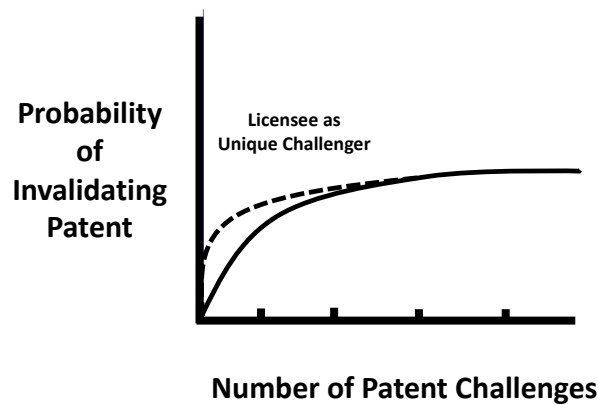 Probability
of
Invalidating
Patent
Licensee as
Unique Challenger
Number of Patent Challenges